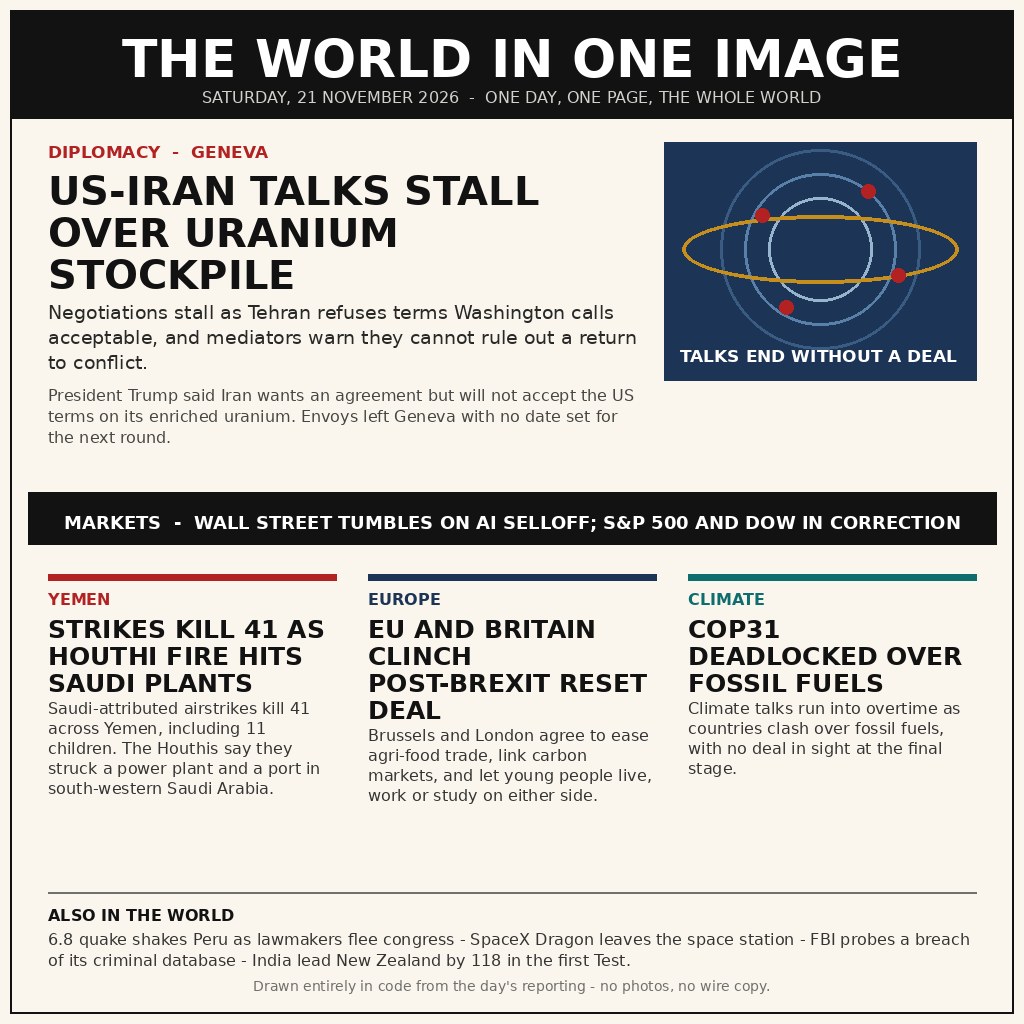 THE WORLD IN ONE IMAGE
SATURDAY, 21 NOVEMBER 2026 - ONE DAY, ONE PAGE, THE WHOLE WORLD
DIPLOMACY - GENEVA
US-IRAN TALKS STALL
OVER URANIUM
STOCKPILE
Negotiations stall as Tehran refuses terms Washington calls
acceptable, and mediators warn they cannot rule out a return
to conflict.
President Trump said Iran wants an agreement but will not accept the US
terms on its enriched uranium. Envoys left Geneva with no date set for
the next round.
TALKS END WITHOUT A DEAL
MARKETS - WALL STREET TUMBLES ON AI SELLOFF; S&P 500 AND DOW IN CORRECTION
YEMEN
STRIKES KILL 41 AS
HOUTHI FIRE HITS
SAUDI PLANTS
Saudi-attributed airstrikes kill 41
across Yemen, including 11
children. The Houthis say they
struck a power plant and a port in
south-western Saudi Arabia.
EUROPE
EU AND BRITAIN
CLINCH
POST-BREXIT RESET
DEAL
Brussels and London agree to ease
agri-food trade, link carbon
markets, and let young people live,
work or study on either side.
CLIMATE
COP31
DEADLOCKED OVER
FOSSIL FUELS
Climate talks run into overtime as
countries clash over fossil fuels,
with no deal in sight at the final
stage.
ALSO IN THE WORLD
6.8 quake shakes Peru as lawmakers flee congress - SpaceX Dragon leaves the space station - FBI probes a breach
of its criminal database - India lead New Zealand by 118 in the first Test.
Drawn entirely in code from the day's reporting - no photos, no wire copy.